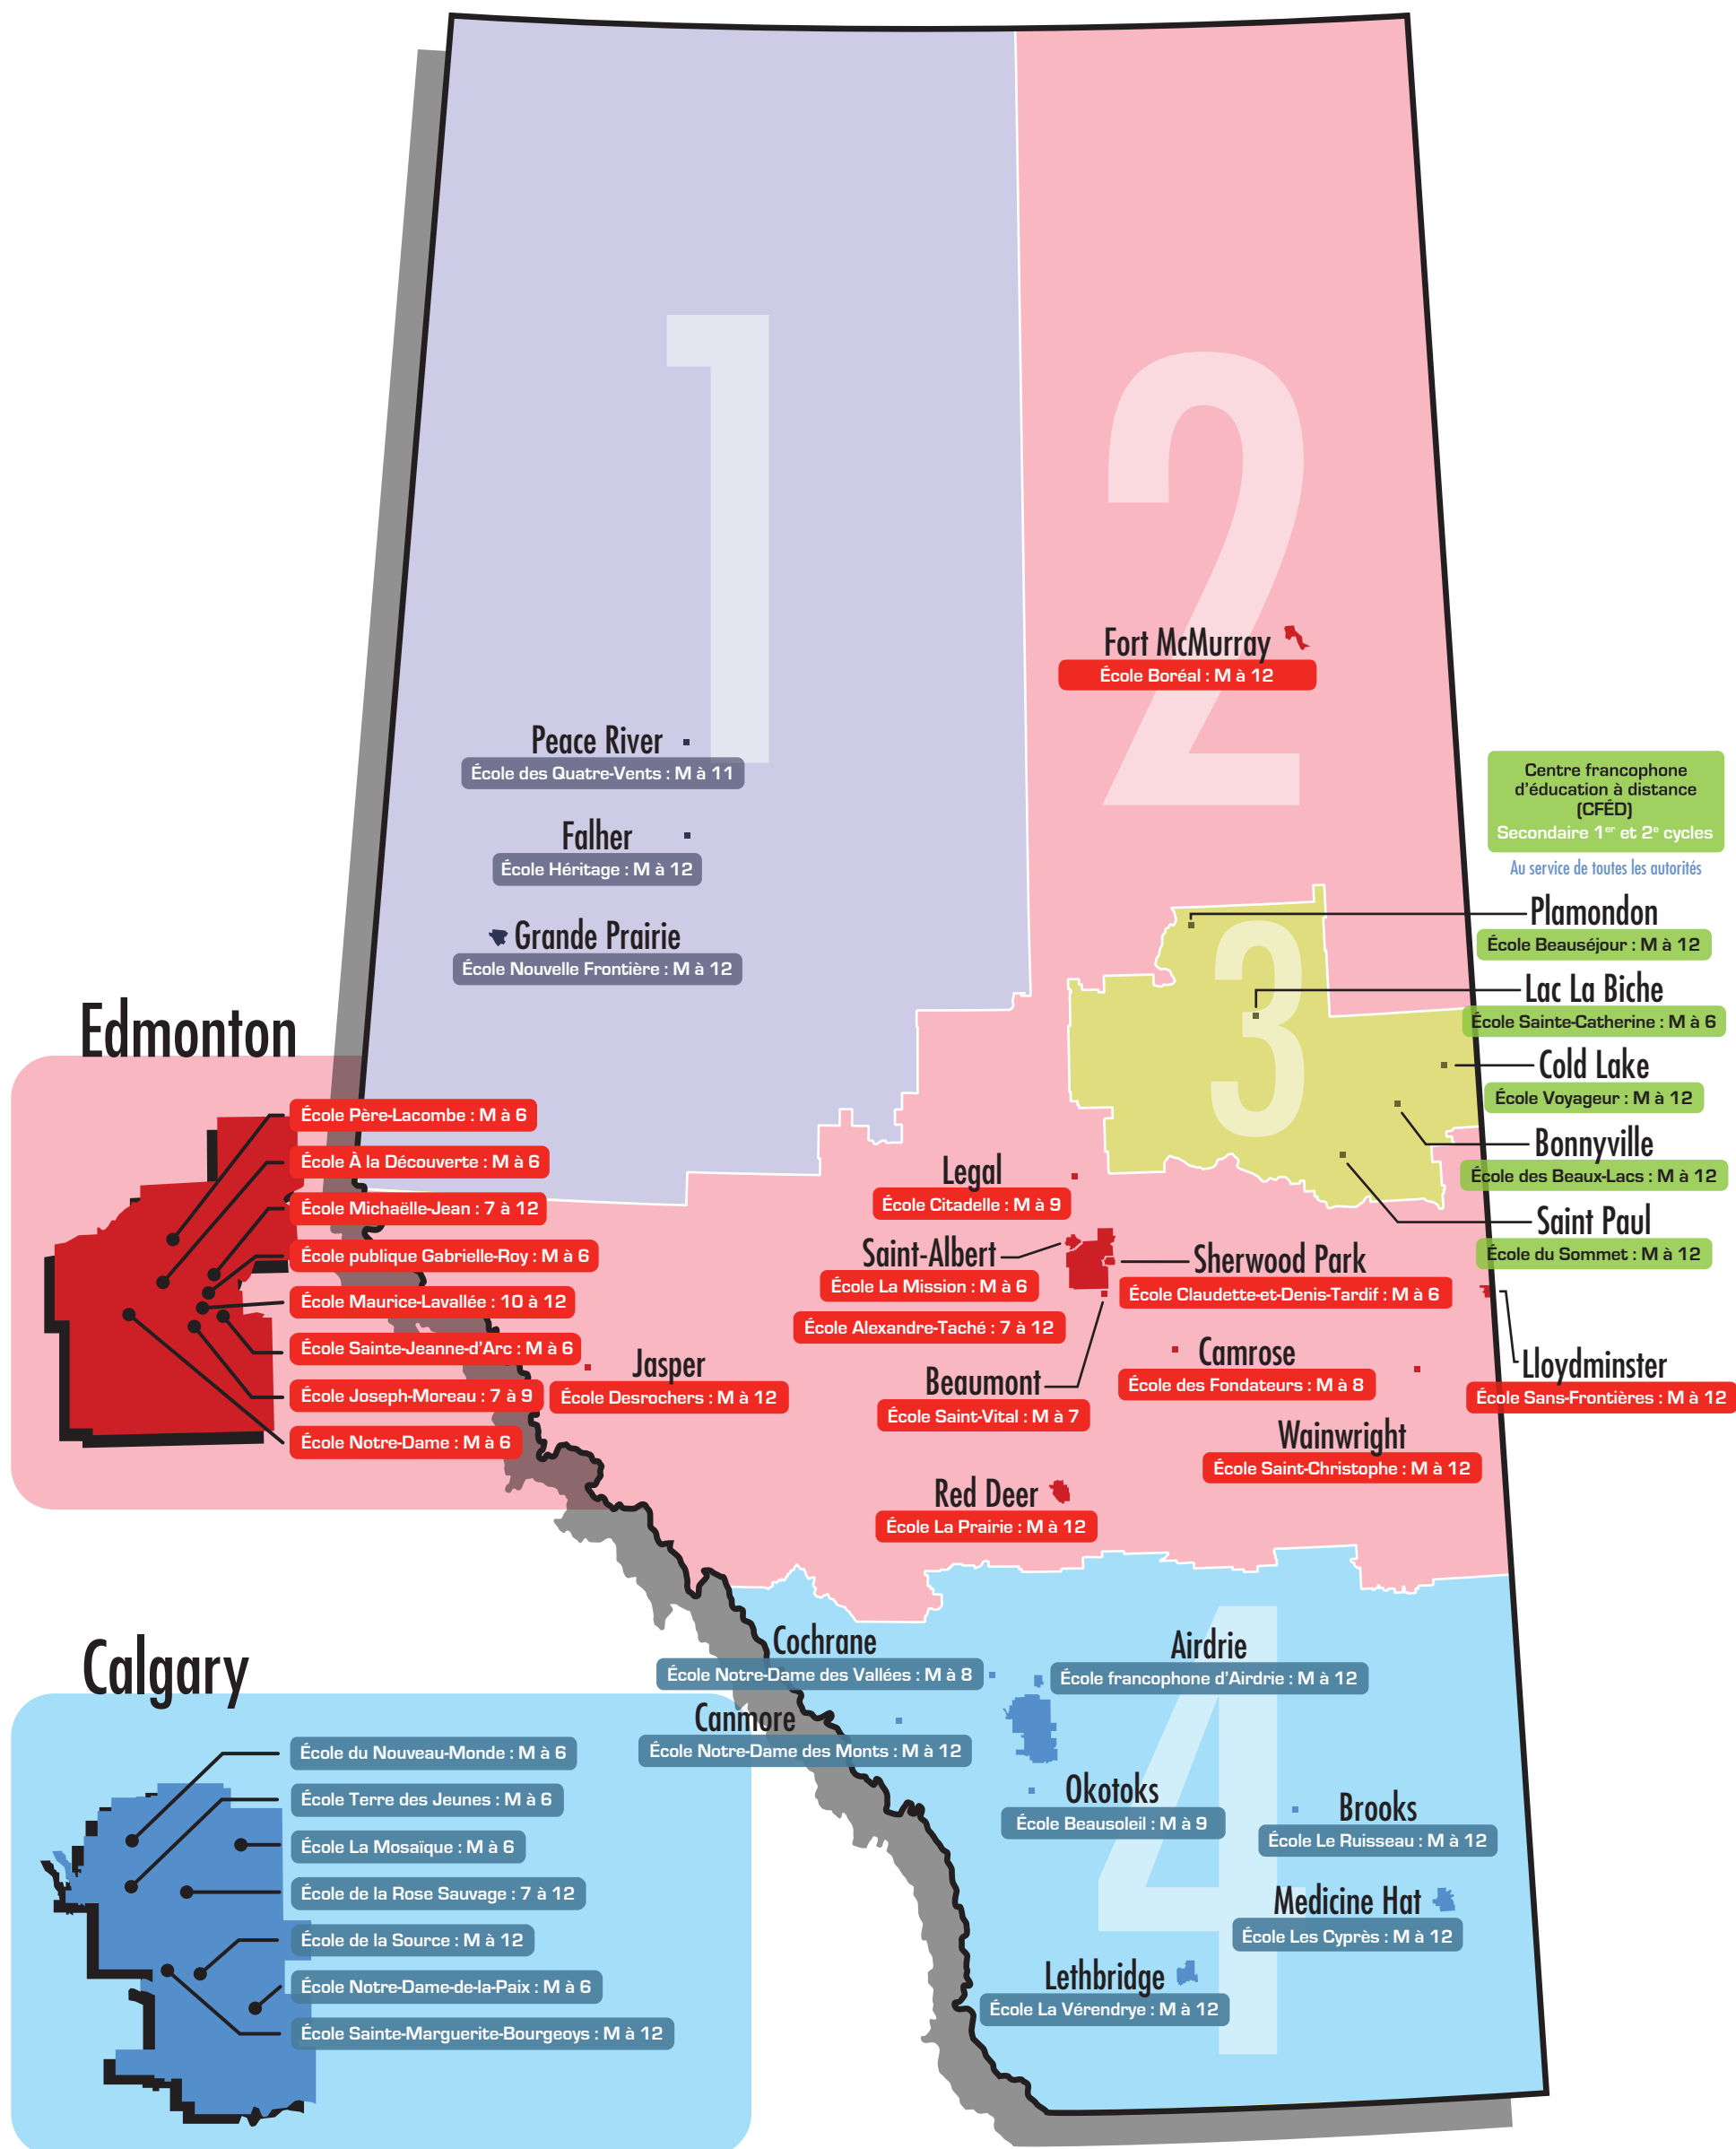 1
2
Fort McMurray
École Boréal : M à 12
Peace River
École des Quatre-Vents : M à 11
Falher
École Héritage : M à 12
Grande Prairie
École Nouvelle Frontière : M à 12
Centre francophone
d'éducation à distance
(CFÉD)
Secondaire 1er et 2e cycles
Au service de toutes les autorités
3
Plamondon
École Beauséjour : M à 12
Lac La Biche
École Sainte-Catherine : M à 6
Cold Lake
École Voyageur : M à 12
Bonnyville
École des Beaux-Lacs : M à 12
Saint Paul
École du Sommet : M à 12
Edmonton
École Père-Lacombe : M à 6
École À la Découverte : M à 6
École Michaëlle-Jean : 7 à 12
École publique Gabrielle-Roy : M à 6
École Maurice-Lavallée : 10 à 12
École Sainte-Jeanne-d'Arc : M à 6
École Joseph-Moreau : 7 à 9
École Notre-Dame : M à 6
Legal
École Citadelle : M à 9
Saint-Albert
École La Mission : M à 6
École Alexandre-Taché : 7 à 12
Sherwood Park
École Claudette-et-Denis-Tardif : M à 6
Jasper
École Desrochers : M à 12
Beaumont
École Saint-Vital : M à 7
Camrose
École des Fondateurs : M à 8
Lloydminster
École Sans-Frontières : M à 12
Wainwright
École Saint-Christophe : M à 12
Red Deer
École La Prairie : M à 12
4
Cochrane
École Notre-Dame des Vallées : M à 8
Airdrie
École francophone d'Airdrie : M à 12
Canmore
École Notre-Dame des Monts : M à 12
Okotoks
École Beausoleil : M à 9
Brooks
École Le Ruisseau : M à 12
Medicine Hat
École Les Cyprès : M à 12
Lethbridge
École La Vérendrye : M à 12
Calgary
École du Nouveau-Monde : M à 6
École Terre des Jeunes : M à 6
École La Mosaïque : M à 6
École de la Rose Sauvage : 7 à 12
École de la Source : M à 12
École Notre-Dame-de-la-Paix : M à 6
École Sainte-Marguerite-Bourgeoys : M à 12